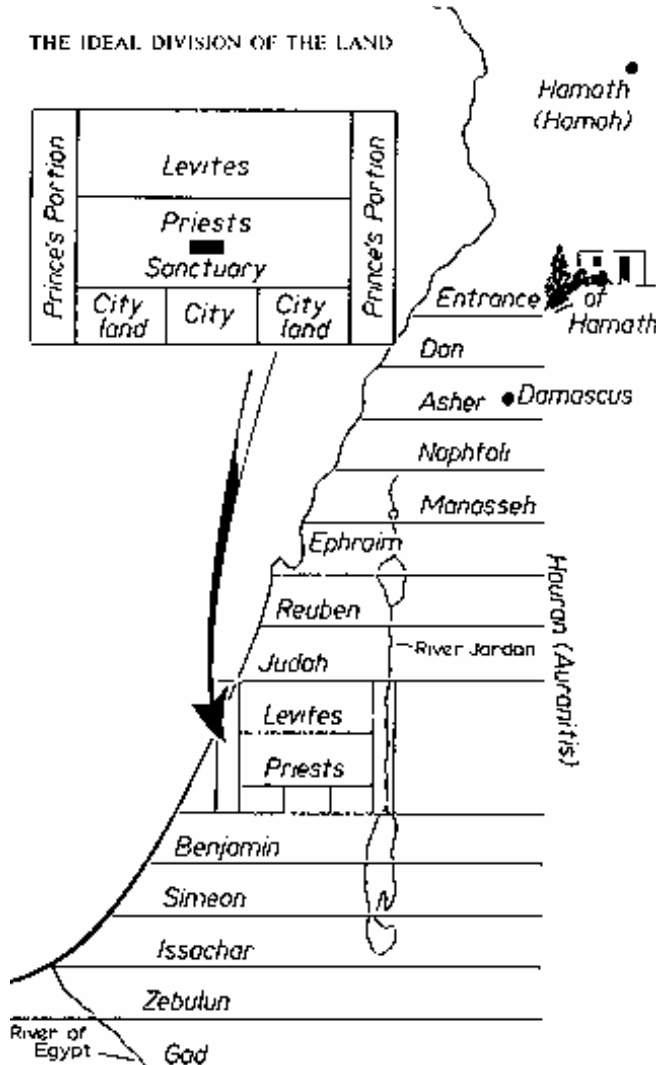 THE IDEAL DIVISION OF THE LAND
Hamath
(Hamah)
Prince's Portion
Levites
Priests
Sanctuary
City
land
City
City
land
Prince's Portion
Entrance
of
Hamath
Dan
Asher
Damascus
Naphtali
Manasseh
Ephraim
Hauran (Auranitis)
Reuben
River Jordan
Judah
Levites
Priests
Benjamin
Simeon
Issachar
Zebulun
River of
Egypt
Gad